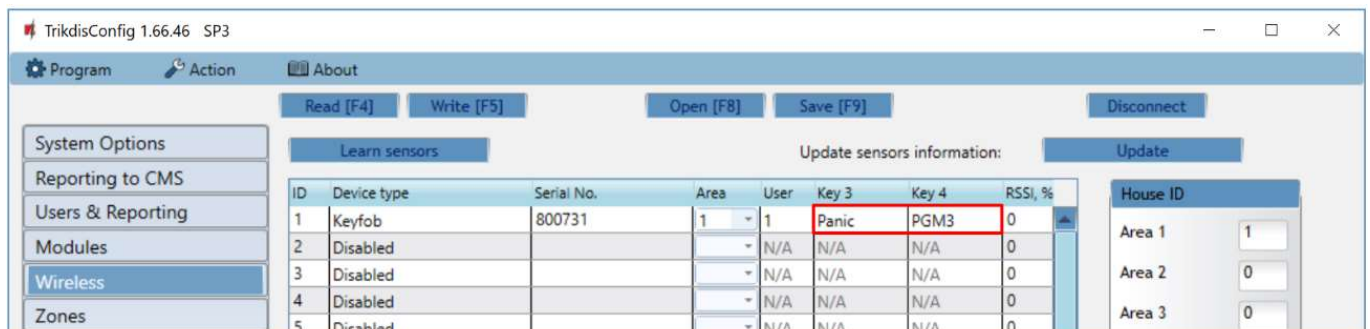 TrikdisConfig 1.66.46 SP3
Program Action About
Read [F4] Write [F5] Open [F8] Save [F9] Disconnect
System Options
Reporting to CMS
Users & Reporting
Modules
Wireless
Zones
Learn sensors Update sensors information: Update
ID Device type Serial No. Area User Key 3 Key 4 RSSI, %
1 Keyfob 800731 1 1 Panic PGM3 0
2 Disabled N/A N/A N/A 0
3 Disabled N/A N/A N/A 0
4 Disabled N/A N/A N/A 0
5 Disabled N/A N/A N/A 0
House ID
Area 1 1
Area 2 0
Area 3 0